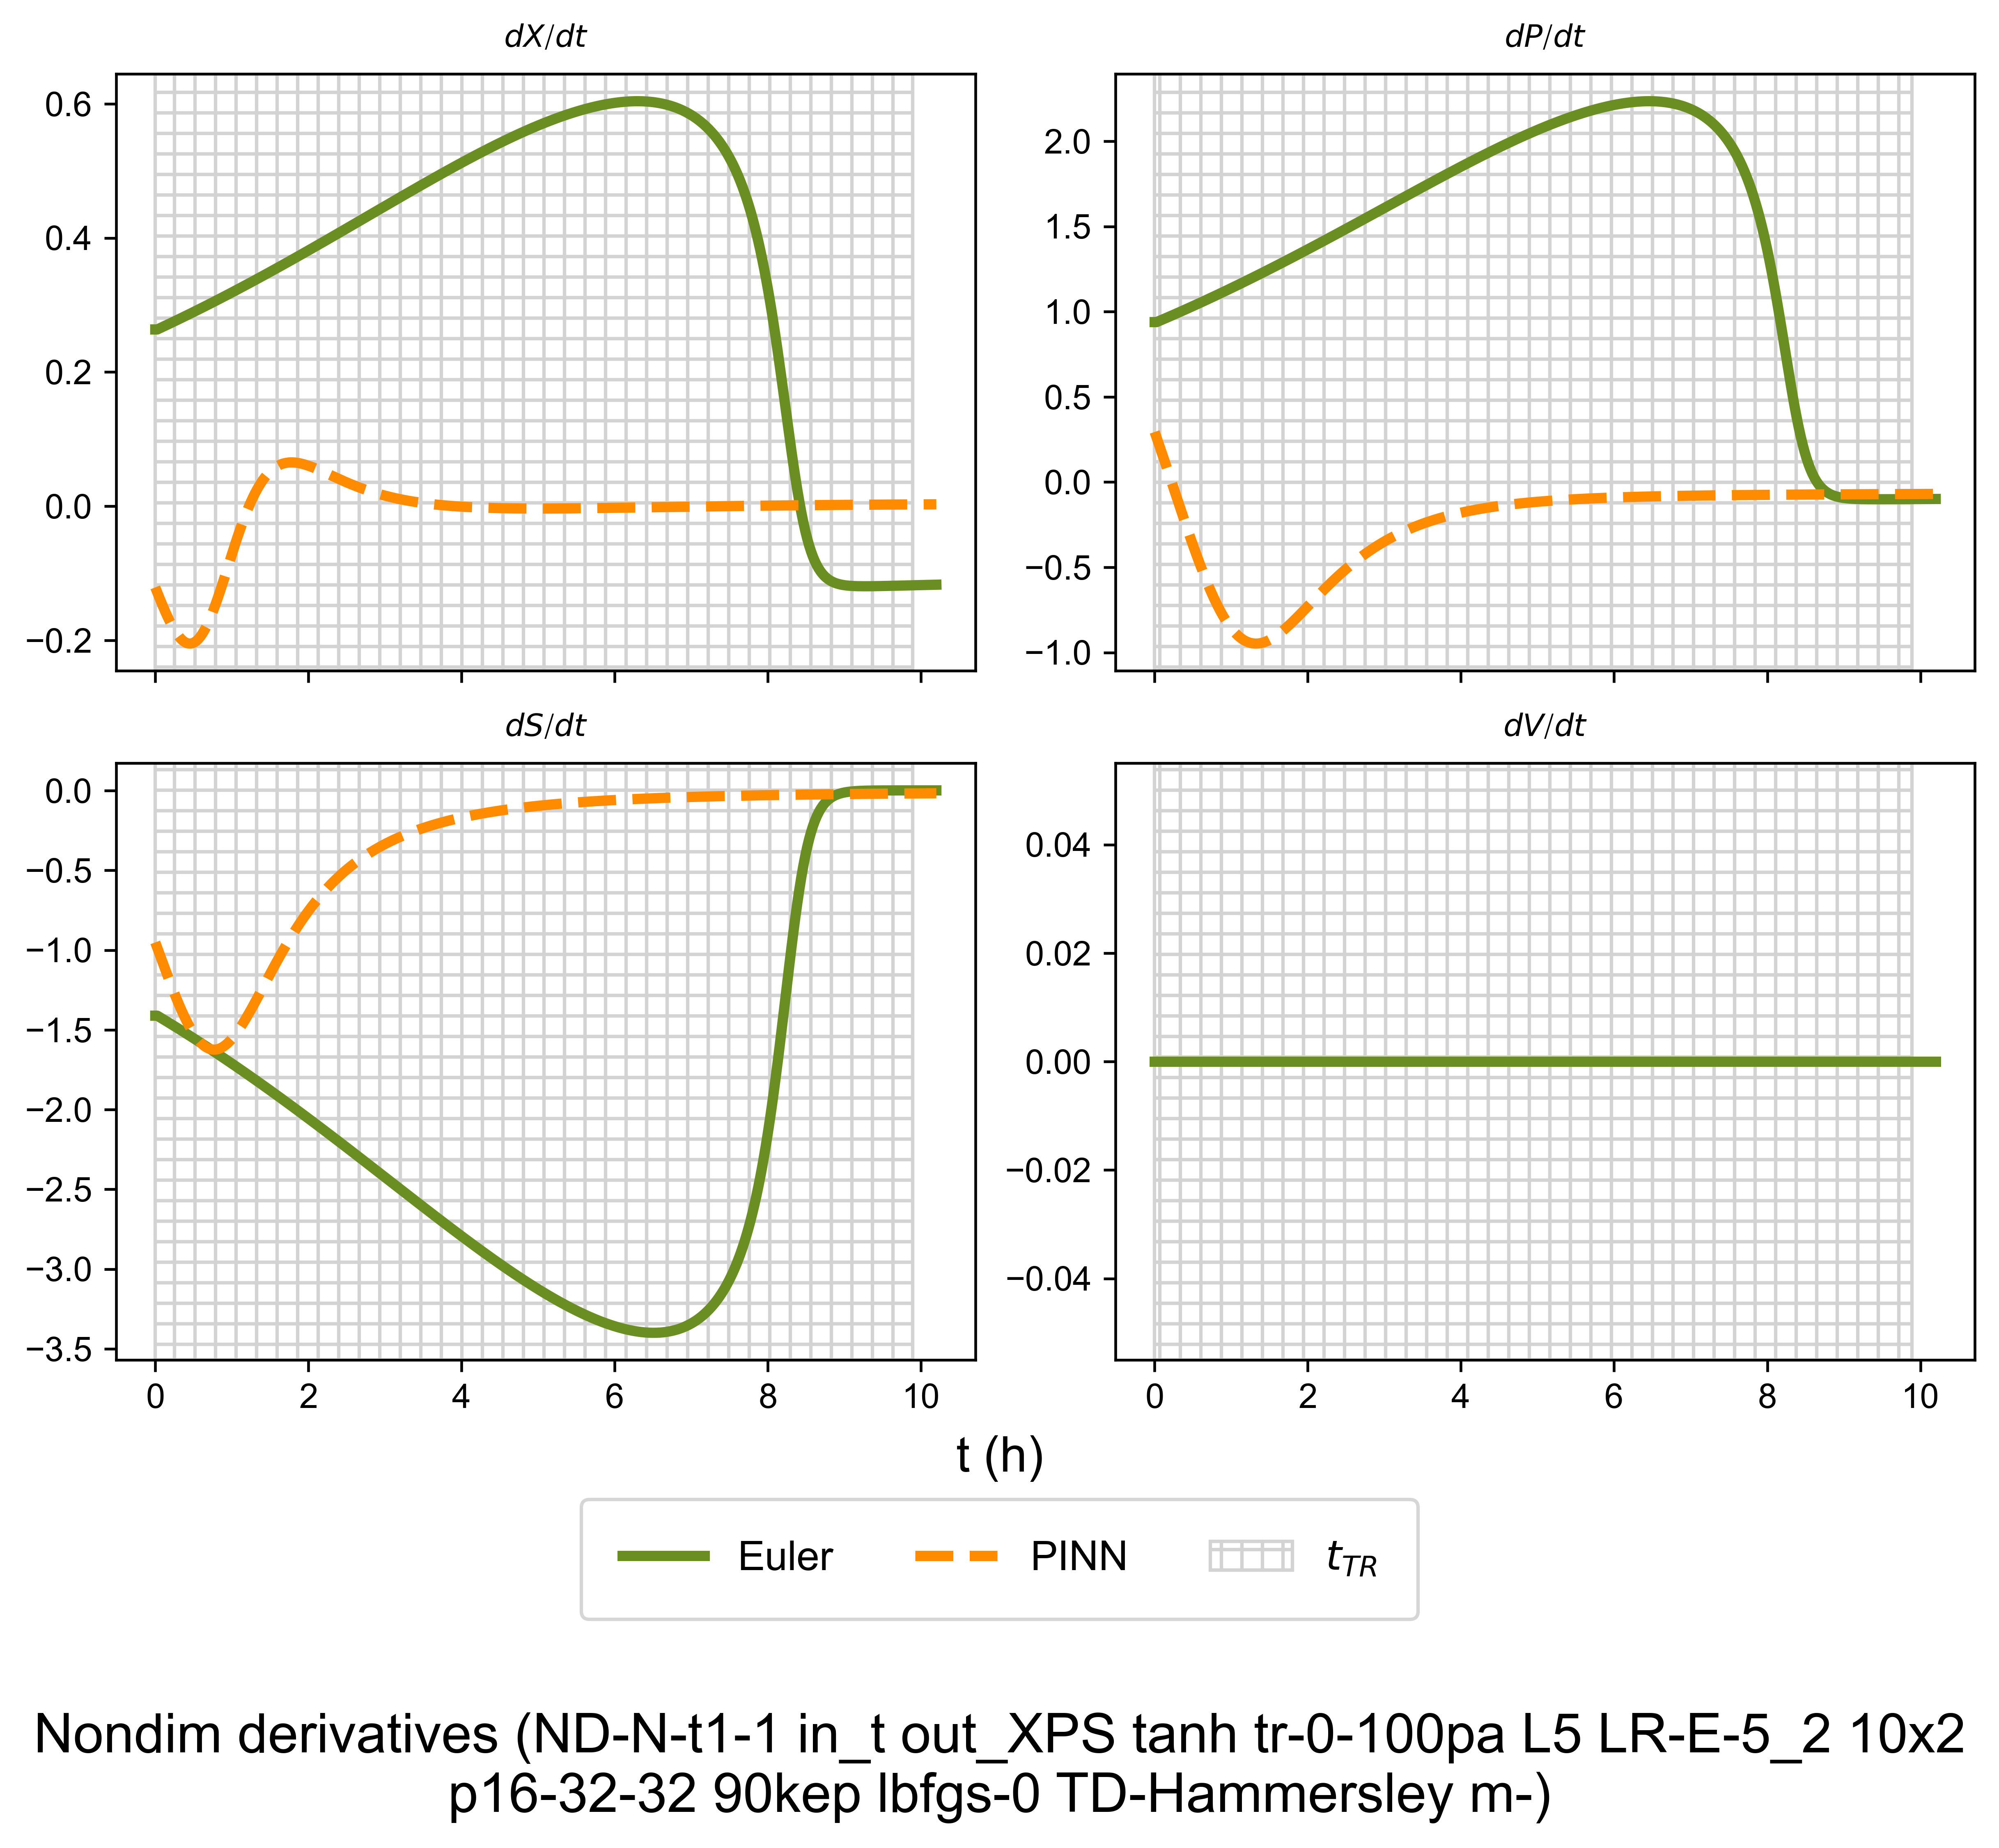 dX/dt
dP/dt
0.6
0.4
0.2
0.0
−0.2
2.0
1.5
1.0
0.5
0.0
−0.5
−1.0
dS/dt
dV/dt
0.0
−0.5
−1.0
−1.5
−2.0
−2.5
−3.0
−3.5
0.04
0.02
0.00
−0.02
−0.04
0 2 4 6 8 10
0 2 4 6 8 10
t (h)
Euler PINN t_TR
Nondim derivatives (ND-N-t1-1 in_t out_XPS tanh tr-0-100pa L5 LR-E-5_2 10x2
p16-32-32 90kep lbfgs-0 TD-Hammersley m-)